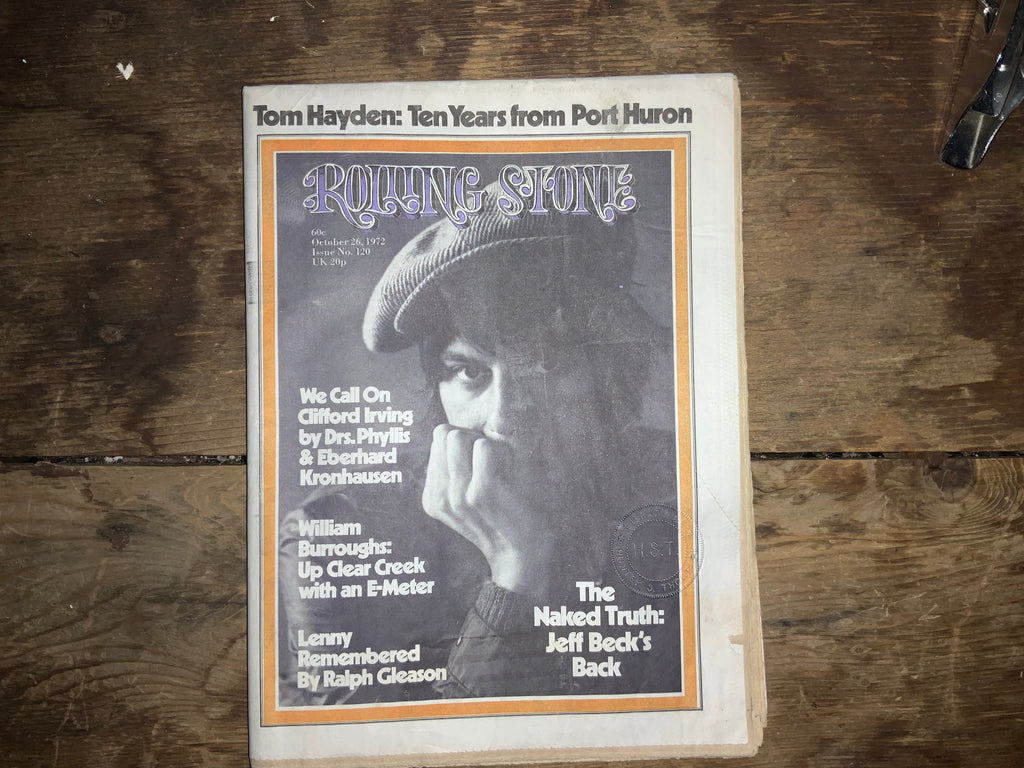 Tom Hayden: Ten Years from Port Huron
ROLLING STONE
60c
October 26, 1972
Issue No. 120
UK 20p
We Call On
Clifford Irving
by Drs. Phyllis
& Eberhard
Kronhausen
William
Burroughs:
Up Clear Creek
with an E-Meter
Lenny
Remembered
By Ralph Gleason
The
Naked Truth:
Jeff Beck's
Back
H.S.T.